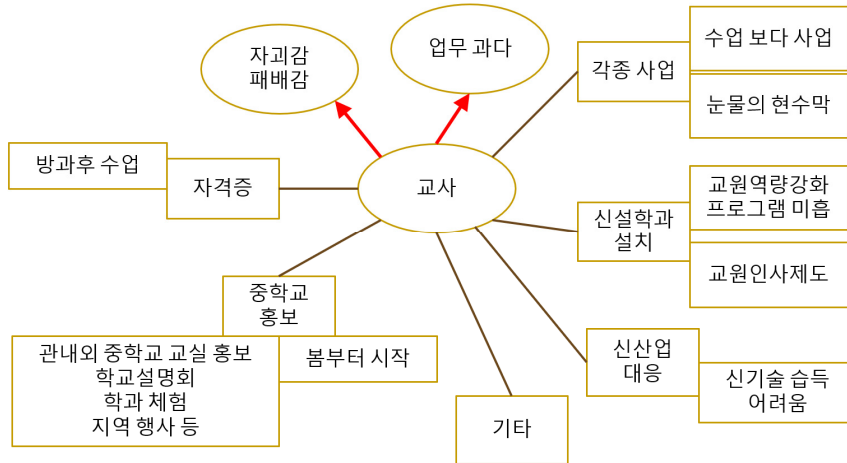 자괴감
패배감
업무 과다
각종 사업
수업 보다 사업
눈물의 현수막
방과후 수업
자격증
교사
신설학과
설치
교원역량강화
프로그램 미흡
교원인사제도
중학교
홍보
관내외 중학교 교실 홍보
학교설명회
학과 체험
지역 행사 등
봄부터 시작
신산업
대응
신기술 습득
어려움
기타